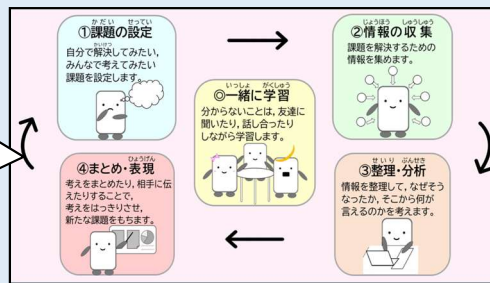 かだい せってい
①課題の設定
かいけつ
自分で解決してみたい，
みんなで考えてみたい
課題を設定します。
じょうほう しゅうしゅう
②情報の収集
課題を解決するための
情報を集めます。
いっしょ がくしゅう
◎一緒に学習
分からないことは，友達に
聞いたり，話し合ったり
しながら学習します。
せいり ぶんせき
③整理・分析
情報を整理して，なぜそう
なったか，そこから何が
言えるのかを考えます。
ひょうげん
④まとめ・表現
考えをまとめたり，相手に伝
えたりすることで，
考えをはっきりさせ，
新たな課題をもちます。